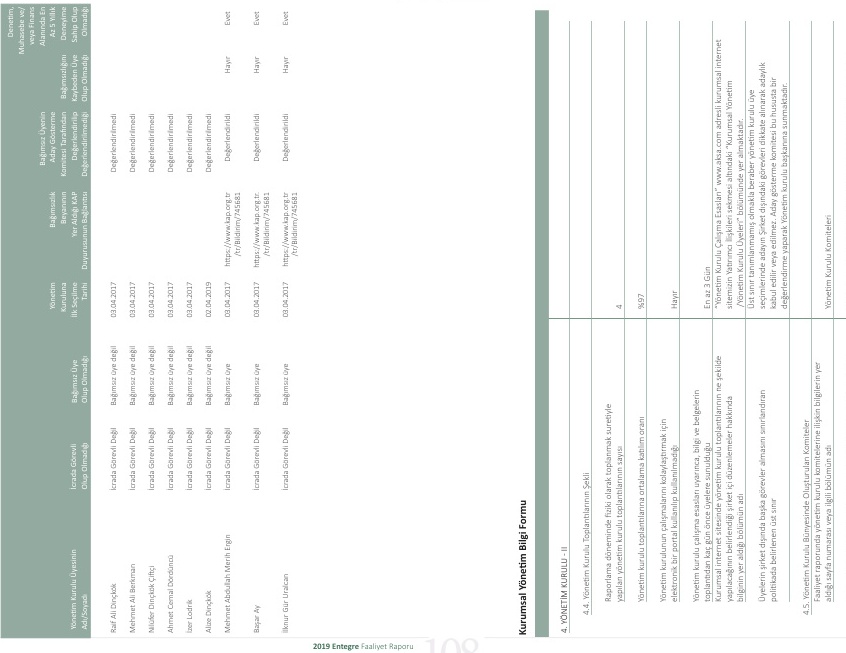 Yönetim Kurulu Üyesinin
Adı/Soyadı
İcrada Görevli
Olup Olmadığı
Bağımsız Üye
Olup Olmadığı
Yönetim
Kuruluna
İlk Seçilme
Tarihi
Bağımsızlık
Beyanının
Yer Aldığı KAP
Duyurusunun Bağlantısı
Bağımsız Üyenin
Aday Gösterme
Komitesi Tarafından
Değerlendirilip
Değerlendirilmediği
Bağımsızlığını
Kaybeden Üye
Olup Olmadığı
Denetim,
Muhasebe ve/
veya Finans
Alanında En
Az 5 Yıllık
Deneyime
Sahip Olup
Olmadığı
Raif Ali Dinçkök İcrada Görevli Değil Bağımsız üye değil 03.04.2017 Değerlendirilmedi
Mehmet Ali Berkman İcrada Görevli Değil Bağımsız üye değil 03.04.2017 Değerlendirilmedi
Nilüfer Dinçkök Çiftçi İcrada Görevli Değil Bağımsız üye değil 03.04.2017 Değerlendirilmedi
Ahmet Cemal Dördüncü İcrada Görevli Değil Bağımsız üye değil 03.04.2017 Değerlendirilmedi
İzer Lodrik İcrada Görevli Değil Bağımsız üye değil 03.04.2017 Değerlendirilmedi
Alize Dinçkök İcrada Görevli Değil Bağımsız üye değil 02.04.2019 Değerlendirilmedi
Mehmet Abdullah Merih Ergin İcrada Görevli Değil Bağımsız üye 03.04.2017 https://www.kap.org.tr Değerlendirildi Hayır Evet
/tr/Bildirim/745681
Başar Ay İcrada Görevli Değil Bağımsız üye 03.04.2017 https://www.kap.org.tr. Değerlendirildi Hayır Evet
/tr/Bildirim/745681
İlknur Gür Uralcan İcrada Görevli Değil Bağımsız üye 03.04.2017 https://www.kap.org.tr Değerlendirildi Hayır Evet
/tr/Bildirim/745681
Kurumsal Yönetim Bilgi Formu
4. YÖNETİM KURULU - II
4.4. Yönetim Kurulu Toplantılarının Şekli
Raporlama döneminde fiziki olarak toplanmak suretiyle
yapılan yönetim kurulu toplantılarının sayısı
4
Yönetim kurulu toplantılarına ortalama katılım oranı
%97
Yönetim kurulunun çalışmalarını kolaylaştırmak için
elektronik bir portal kullanılıp kullanılmadığı
Hayır
Yönetim kurulu çalışma esasları uyarınca, bilgi ve belgelerin
toplantıdan kaç gün önce üyelere sunulduğu
En az 3 Gün
Kurumsal internet sitesinde yönetim kurulu toplantılarının ne şekilde
yapılacağının belirlendiği şirket içi düzenlemeler hakkında
bilginin yer aldığı bölümün adı
"Yönetim Kurulu Çalışma Esasları" www.aksa.com adresli kurumsal internet
sitemizin Yatırımcı İlişkileri sekmesi altındaki "Kurumsal Yönetim
/Yönetim Kurulu Üyeleri" bölümünde yer almaktadır.
Üyelerin şirket dışında başka görevler almasını sınırlandıran
politikada belirlenen üst sınır
Üst sınır tanımlanmamış olmakla beraber yönetim kurulu üye
seçimlerinde adayın Şirket dışındaki görevleri dikkate alınarak adaylık
kabul edilir veya edilmez. Aday gösterme komitesi bu hususta bir
değerlendirme yaparak Yönetim kurulu başkanına sunmaktadır.
4.5. Yönetim Kurulu Bünyesinde Oluşturulan Komiteler
Faaliyet raporunda yönetim kurulu komitelerine ilişkin bilgilerin yer
aldığı sayfa numarası veya ilgili bölümün adı
Yönetim Kurulu Komiteleri
2019 Entegre Faaliyet Raporu
108